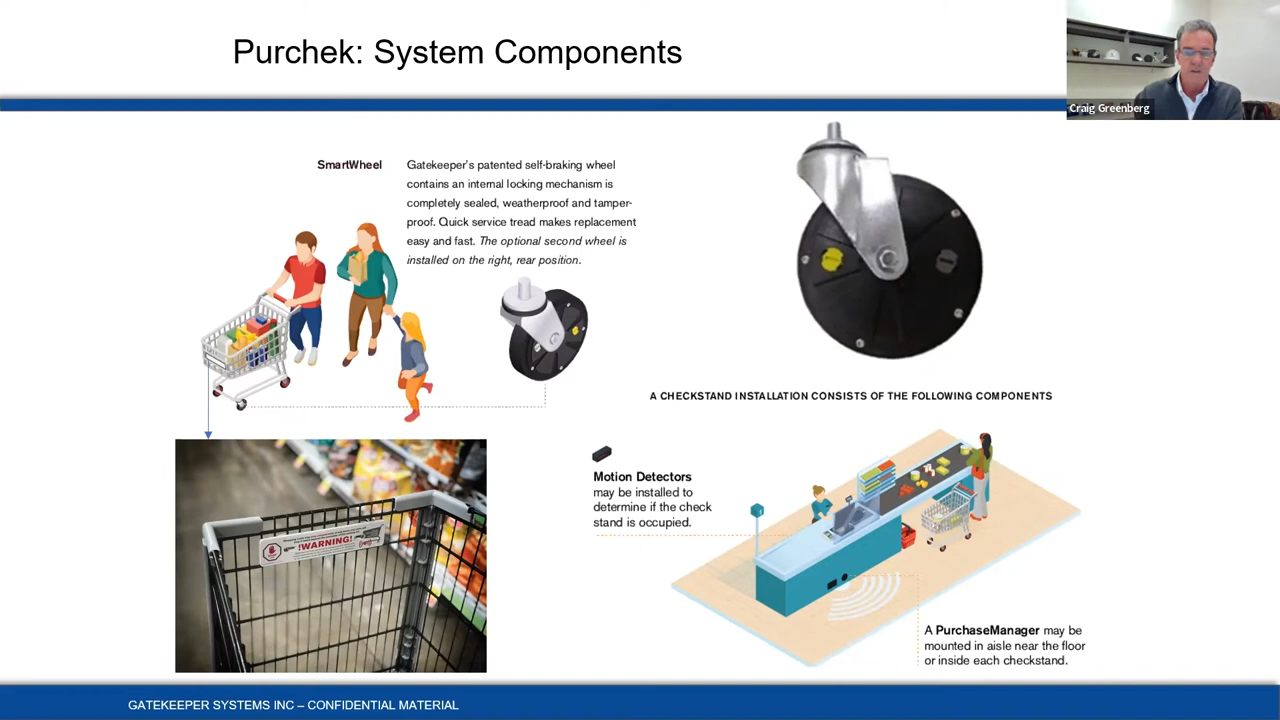 Purchek: System Components
Craig Greenberg
SmartWheel
Gatekeeper's patented self-braking wheel
contains an internal locking mechanism is
completely sealed, weatherproof and tamper-
proof. Quick service tread makes replacement
easy and fast. The optional second wheel is
installed on the right, rear position.
A CHECKSTAND INSTALLATION CONSISTS OF THE FOLLOWING COMPONENTS
Motion Detectors
may be installed to
determine if the check
stand is occupied.
!WARNING!
A PurchaseManager may be
mounted in aisle near the floor
or inside each checkstand.
GATEKEEPER SYSTEMS INC – CONFIDENTIAL MATERIAL